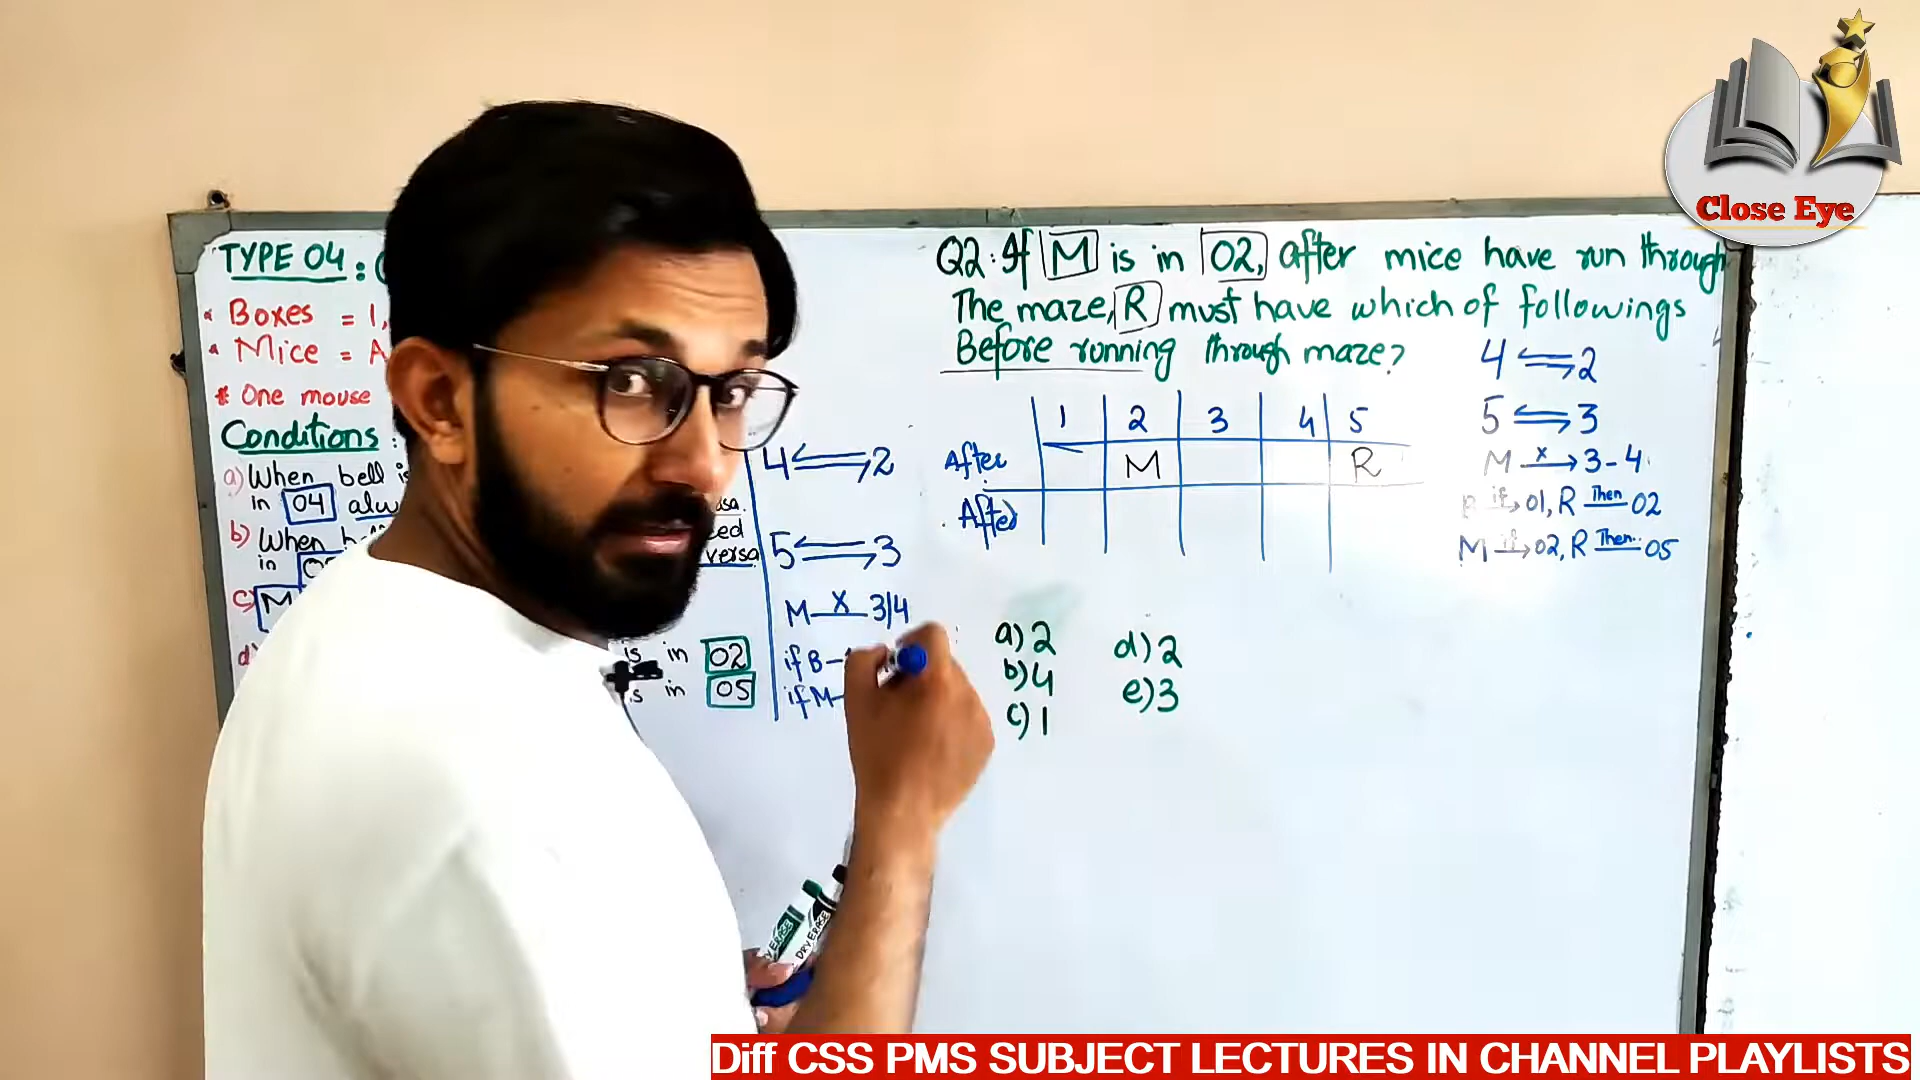 Close Eye
TYPE 04:
* Boxes = 1,
* Mice = A
* One mouse
Conditions:
a) When bell is
in 04
b) When
in
c) M
d)
versa
is in 02
is in 05
4 ⇌ 2
5 ⇌ 3
M x 3/4
if B
if M
Q2: If M is in 02, after mice have run through
The maze, R must have which of followings
Before running through maze?
1 2 3 4 5
After M R
After
4 ⇌ 2
5 ⇌ 3
M x→ 3-4
if→ 01, R Then 02
M if→ 02, R Then.. 05
a) 2 d) 2
b) 4 e) 3
c) 1
DRY ERASE
Diff CSS PMS SUBJECT LECTURES IN CHANNEL PLAYLISTS